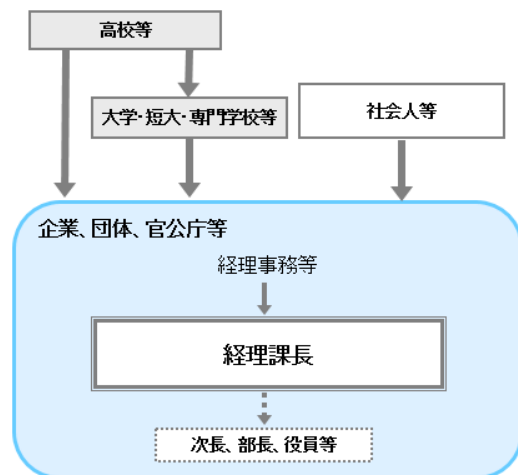 高校等
大学・短大・専門学校等
社会人等
企業、団体、官公庁等
経理事務等
経理課長
次長、部長、役員等